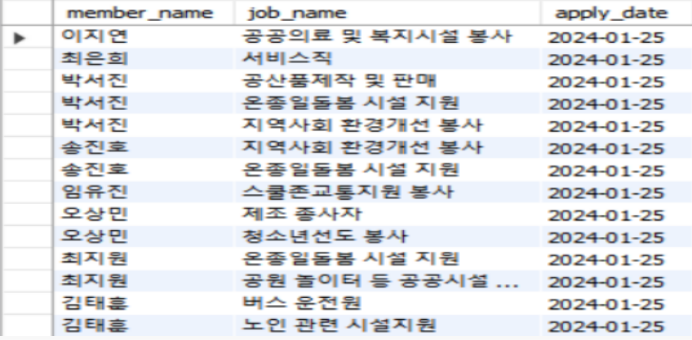 member_name job_name apply_date
이지연 공공의료 및 복지시설 봉사 2024-01-25
최은희 서비스직 2024-01-25
박서진 공산품제작 및 판매 2024-01-25
박서진 온종일돌봄 시설 지원 2024-01-25
박서진 지역사회 환경개선 봉사 2024-01-25
송진호 지역사회 환경개선 봉사 2024-01-25
송진호 온종일돌봄 시설 지원 2024-01-25
임유진 스쿨존교통지원 봉사 2024-01-25
오상민 제조 종사자 2024-01-25
오상민 청소년선도 봉사 2024-01-25
최지원 온종일돌봄 시설 지원 2024-01-25
최지원 공원 놀이터 등 공공시설 ... 2024-01-25
김태훈 버스 운전원 2024-01-25
김태훈 노인 관련 시설지원 2024-01-25